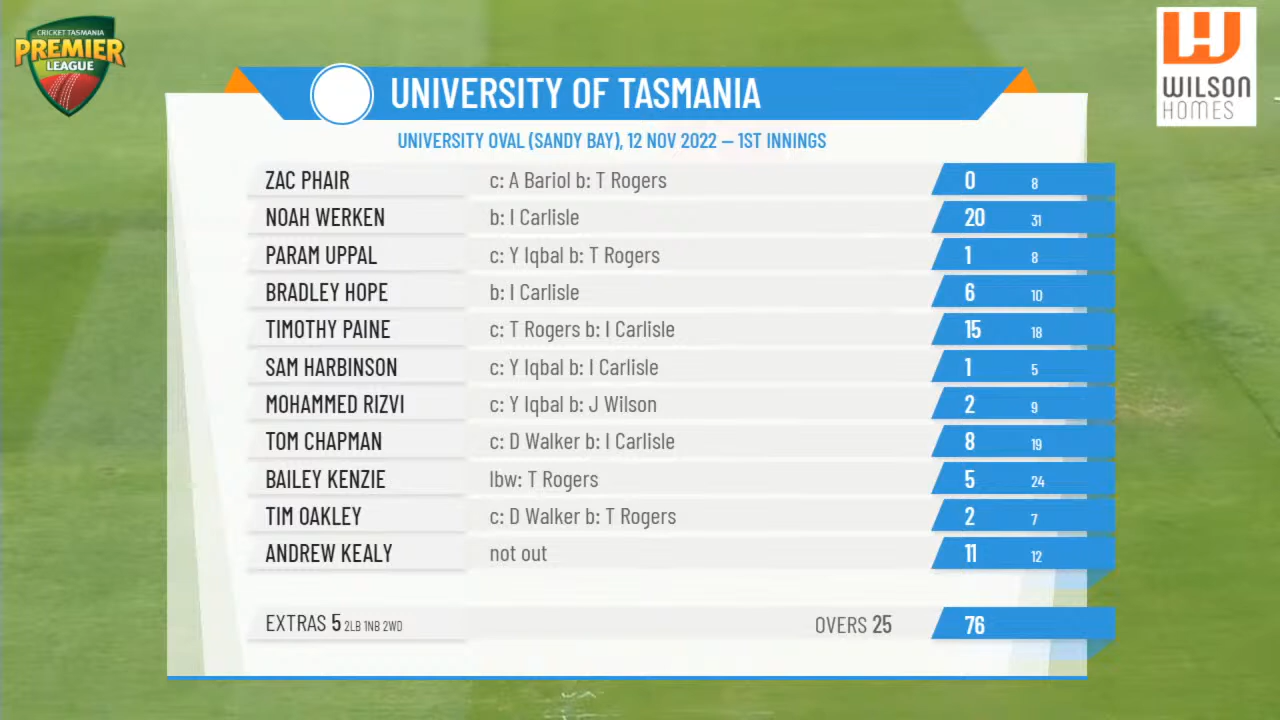 CRICKET TASMANIA
PREMIER
LEAGUE
WILSON
HOMES
UNIVERSITY OF TASMANIA
UNIVERSITY OVAL (SANDY BAY), 12 NOV 2022 – 1ST INNINGS
ZAC PHAIR c: A Bariol b: T Rogers 0 8
NOAH WERKEN b: I Carlisle 20 31
PARAM UPPAL c: Y Iqbal b: T Rogers 1 8
BRADLEY HOPE b: I Carlisle 6 10
TIMOTHY PAINE c: T Rogers b: I Carlisle 15 18
SAM HARBINSON c: Y Iqbal b: I Carlisle 1 5
MOHAMMED RIZVI c: Y Iqbal b: J Wilson 2 9
TOM CHAPMAN c: D Walker b: I Carlisle 8 19
BAILEY KENZIE lbw: T Rogers 5 24
TIM OAKLEY c: D Walker b: T Rogers 2 7
ANDREW KEALY not out 11 12
EXTRAS 5 2LB 1NB 2WD OVERS 25 76